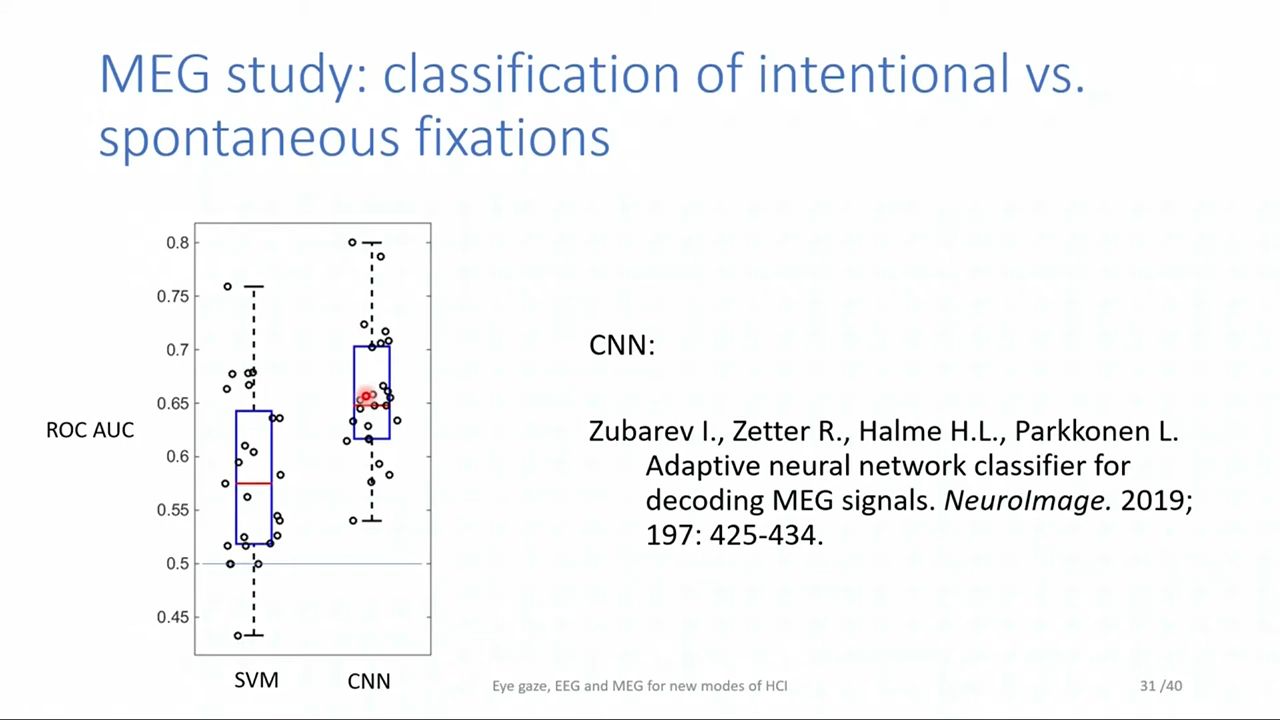 MEG study: classification of intentional vs.
spontaneous fixations
0.8
0.75
0.7
0.65
0.6
0.55
0.5
0.45
ROC AUC
SVM
CNN
CNN:
Zubarev I., Zetter R., Halme H.L., Parkkonen L.
Adaptive neural network classifier for
decoding MEG signals. NeuroImage. 2019;
197: 425-434.
Eye gaze, EEG and MEG for new modes of HCI
31 /40